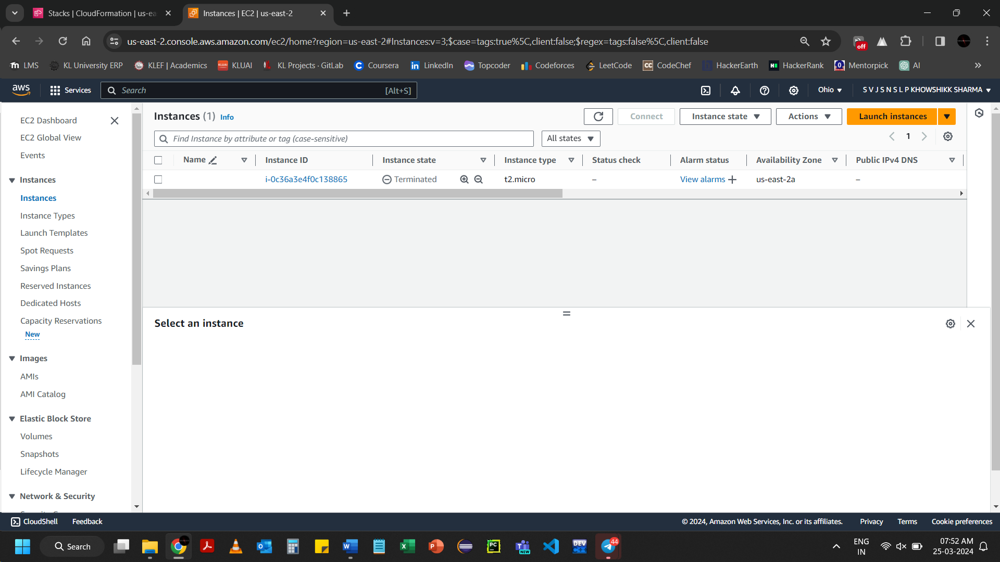 Stacks | CloudFormation | us-ea
Instances | EC2 | us-east-2
us-east-2.console.aws.amazon.com/ec2/home?region=us-east-2#Instances:v=3;$case=tags:true%5C,client:false;$regex=tags:false%5C,client:false
off
LMS KL University ERP KLEF | Academics KLUAI KLUAI KL Projects · GitLab Coursera LinkedIn Topcoder Codeforces LeetCode CodeChef HackerEarth HackerRank Mentorpick AI
aws Services Search [Alt+S] Ohio S V J S N S L P KHOWSHIKK SHARMA
EC2 Dashboard
EC2 Global View
Events
Instances
Instances
Instance Types
Launch Templates
Spot Requests
Savings Plans
Reserved Instances
Dedicated Hosts
Capacity Reservations
New
Images
AMIs
AMI Catalog
Elastic Block Store
Volumes
Snapshots
Lifecycle Manager
Network & Security
Instances (1) Info Connect Instance state Actions Launch instances
Find Instance by attribute or tag (case-sensitive) All states 1
Name Instance ID Instance state Instance type Status check Alarm status Availability Zone Public IPv4 DNS
i-0c36a3e4f0c138865 Terminated t2.micro – View alarms us-east-2a –
Select an instance
CloudShell Feedback © 2024, Amazon Web Services, Inc. or its affiliates. Privacy Terms Cookie preferences
Search
NEW
44
ENG
IN
07:52 AM
25-03-2024